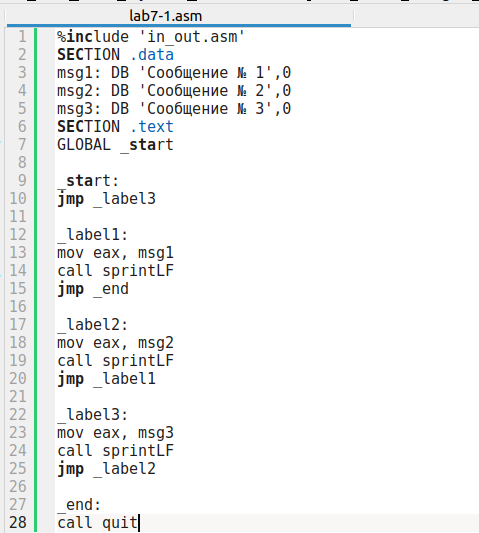 lab7-1.asm
1 %include 'in_out.asm'
2 SECTION .data
3 msg1: DB 'Сообщение № 1',0
4 msg2: DB 'Сообщение № 2',0
5 msg3: DB 'Сообщение № 3',0
6 SECTION .text
7 GLOBAL _start
8
9 _start:
10 jmp _label3
11
12 _label1:
13 mov eax, msg1
14 call sprintLF
15 jmp _end
16
17 _label2:
18 mov eax, msg2
19 call sprintLF
20 jmp _label1
21
22 _label3:
23 mov eax, msg3
24 call sprintLF
25 jmp _label2
26
27 _end:
28 call quit